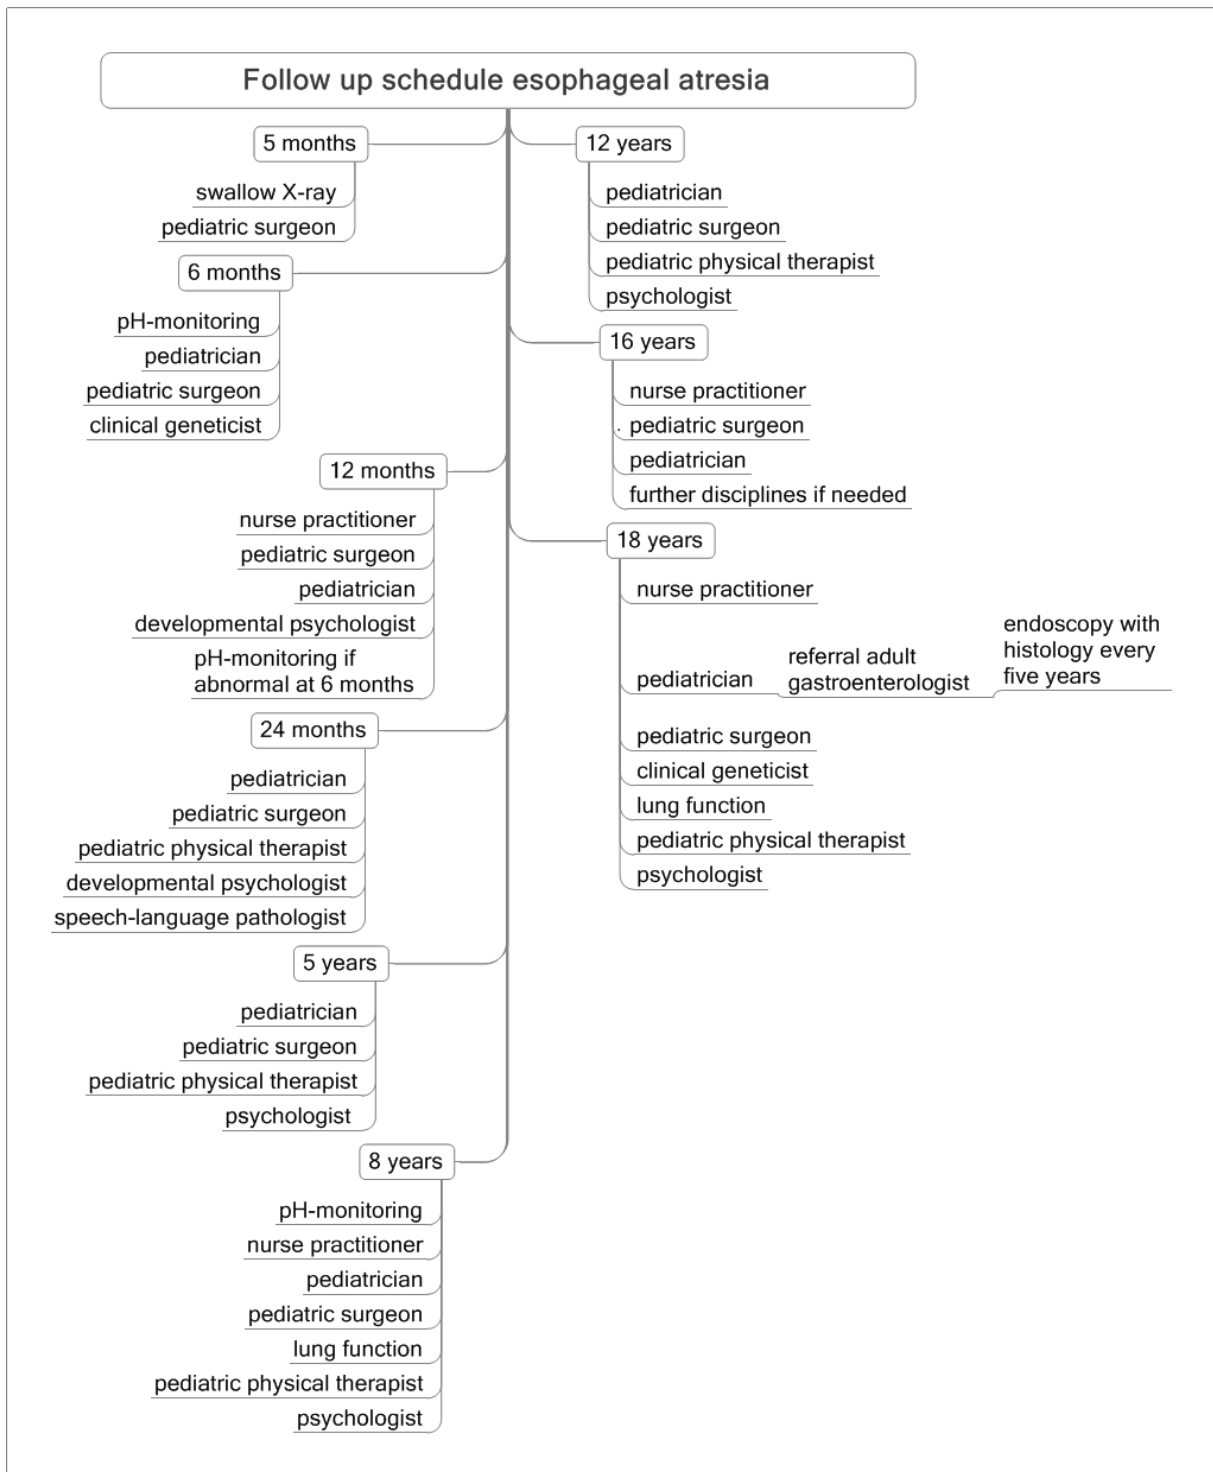 Follow up schedule esophageal atresia
5 months
swallow X-ray
pediatric surgeon
6 months
pH-monitoring
pediatrician
pediatric surgeon
clinical geneticist
12 months
nurse practitioner
pediatric surgeon
pediatrician
developmental psychologist
pH-monitoring if
abnormal at 6 months
24 months
pediatrician
pediatric surgeon
pediatric physical therapist
developmental psychologist
speech-language pathologist
5 years
pediatrician
pediatric surgeon
pediatric physical therapist
psychologist
8 years
pH-monitoring
nurse practitioner
pediatrician
pediatric surgeon
lung function
pediatric physical therapist
psychologist
12 years
pediatrician
pediatric surgeon
pediatric physical therapist
psychologist
16 years
nurse practitioner
pediatric surgeon
pediatrician
further disciplines if needed
18 years
nurse practitioner
pediatrician
referral adult
gastroenterologist
endoscopy with
histology every
five years
pediatric surgeon
clinical geneticist
lung function
pediatric physical therapist
psychologist